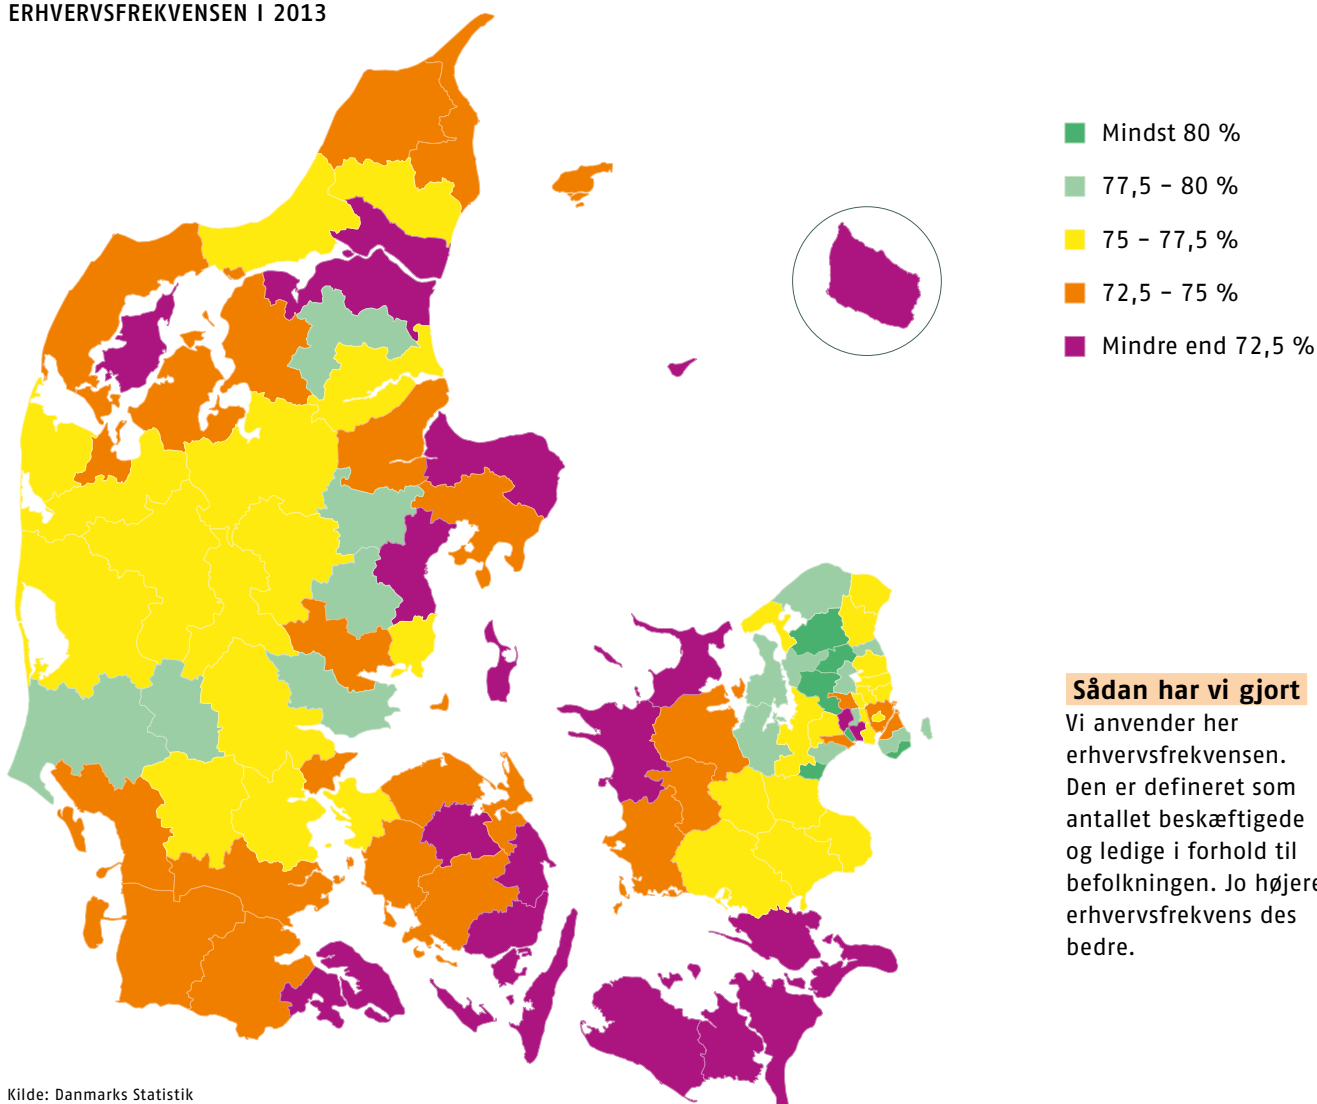 ERHVERVSFREKVENSEN I 2013
Mindst 80 %
77,5 – 80 %
75 – 77,5 %
72,5 – 75 %
Mindre end 72,5 %
Sådan har vi gjort
Vi anvender her
erhvervsfrekvensen.
Den er defineret som
antallet beskæftigede
og ledige i forhold til
befolkningen. Jo højere
erhvervsfrekvens des
bedre.
Kilde: Danmarks Statistik